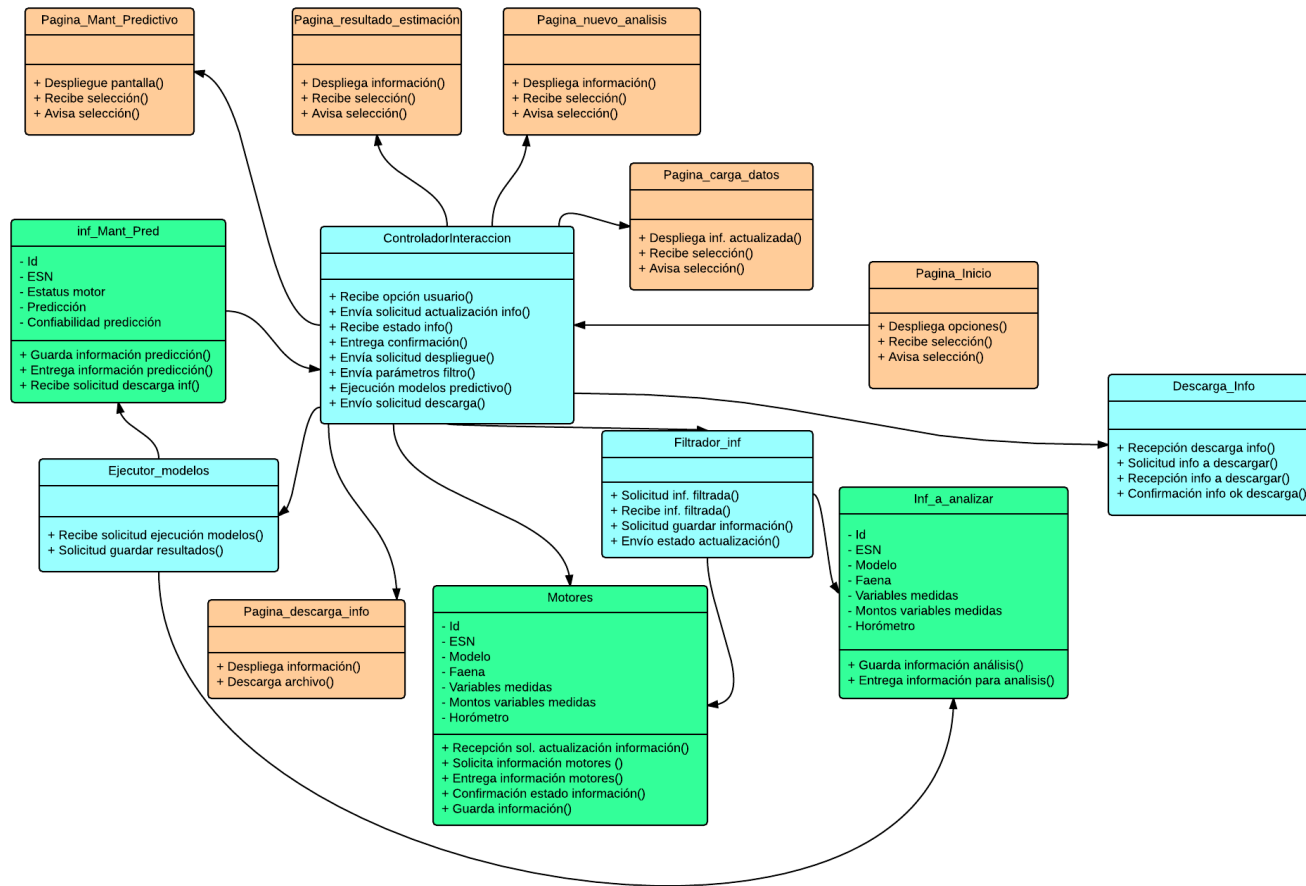 Pagina_Mant_Predictivo
+ Despliegue pantalla()
+ Recibe selección()
+ Avisa selección()
Pagina_resultado_estimación
+ Despliega información()
+ Recibe selección()
+ Avisa selección()
Pagina_nuevo_analisis
+ Despliega información()
+ Recibe selección()
+ Avisa selección()
Pagina_carga_datos
+ Despliega inf. actualizada()
+ Recibe selección()
+ Avisa selección()
inf_Mant_Pred
- Id
- ESN
- Estatus motor
- Predicción
- Confiabilidad predicción
+ Guarda información predicción()
+ Entrega información predicción()
+ Recibe solicitud descarga inf()
ControladorInteraccion
+ Recibe opción usuario()
+ Envía solicitud actualización info()
+ Recibe estado info()
+ Entrega confirmación()
+ Envía solicitud despliegue()
+ Envía parámetros filtro()
+ Ejecución modelos predictivo()
+ Envío solicitud descarga()
Pagina_Inicio
+ Despliega opciones()
+ Recibe selección()
+ Avisa selección()
Descarga_Info
+ Recepción descarga info()
+ Solicitud info a descargar()
+ Recepción info a descargar()
+ Confirmación info ok descarga()
Ejecutor_modelos
+ Recibe solicitud ejecución modelos()
+ Solicitud guardar resultados()
Filtrador_inf
+ Solicitud inf. filtrada()
+ Recibe inf. filtrada()
+ Solicitud guardar información()
+ Envío estado actualización()
Inf_a_analizar
- Id
- ESN
- Modelo
- Faena
- Variables medidas
- Montos variables medidas
- Horómetro
+ Guarda información análisis()
+ Entrega información para analisis()
Pagina_descarga_info
+ Despliega información()
+ Descarga archivo()
Motores
- Id
- ESN
- Modelo
- Faena
- Variables medidas
- Montos variables medidas
- Horómetro
+ Recepción sol. actualización información()
+ Solicita información motores ()
+ Entrega información motores()
+ Confirmación estado información()
+ Guarda información()